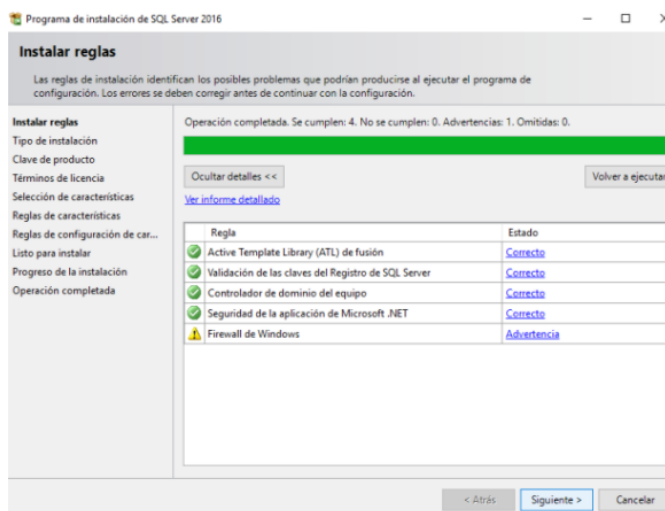 Programa de instalación de SQL Server 2016
Instalar reglas
Las reglas de instalación identifican los posibles problemas que podrían producirse al ejecutar el programa de
configuración. Los errores se deben corregir antes de continuar con la configuración.
Instalar reglas
Tipo de instalación
Clave de producto
Términos de licencia
Selección de características
Reglas de características
Reglas de configuración de car...
Listo para instalar
Progreso de la instalación
Operación completada
Operación completada. Se cumplen: 4. No se cumplen: 0. Advertencias: 1. Omitidas: 0.
Ocultar detalles <<
Volver a ejecutar
Ver informe detallado
Regla Estado
Active Template Library (ATL) de fusión Correcto
Validación de las claves del Registro de SQL Server Correcto
Controlador de dominio del equipo Correcto
Seguridad de la aplicación de Microsoft .NET Correcto
Firewall de Windows Advertencia
< Atrás Siguiente > Cancelar